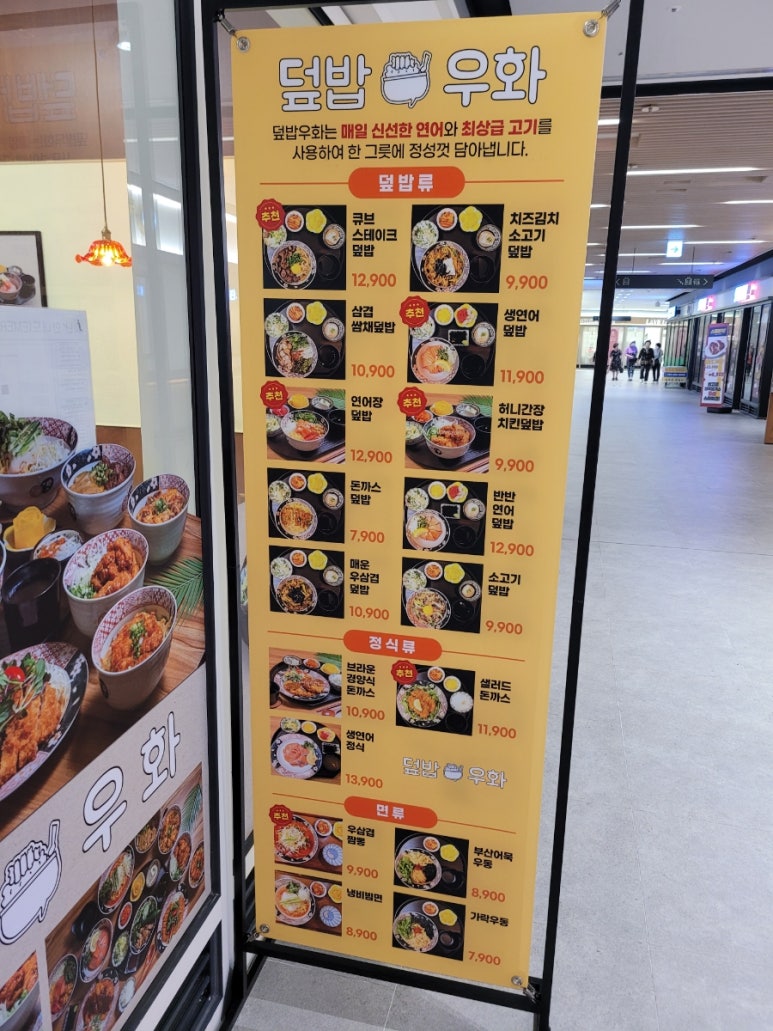 덮밥 우화
덮밥우화는 매일 신선한 연어와 최상급 고기를
사용하여 한 그릇에 정성껏 담아냅니다.
덮밥류
추천
큐브
스테이크
덮밥
12,900
치즈김치
소고기
덮밥
9,900
삼겹
쌈채덮밥
10,900
추천
생연어
덮밥
11,900
추천
연어장
덮밥
12,900
추천
허니간장
치킨덮밥
9,900
돈까스
덮밥
7,900
반반
연어
덮밥
12,900
매운
우삼겹
덮밥
10,900
소고기
덮밥
9,900
정식류
브라운
경양식
돈까스
10,900
추천
샐러드
돈까스
11,900
생연어
정식
13,900
덮밥 우화
면류
추천
우삼겹
짬뽕
9,900
부산어묵
우동
8,900
냉비빔면
8,900
가락우동
7,900
우화